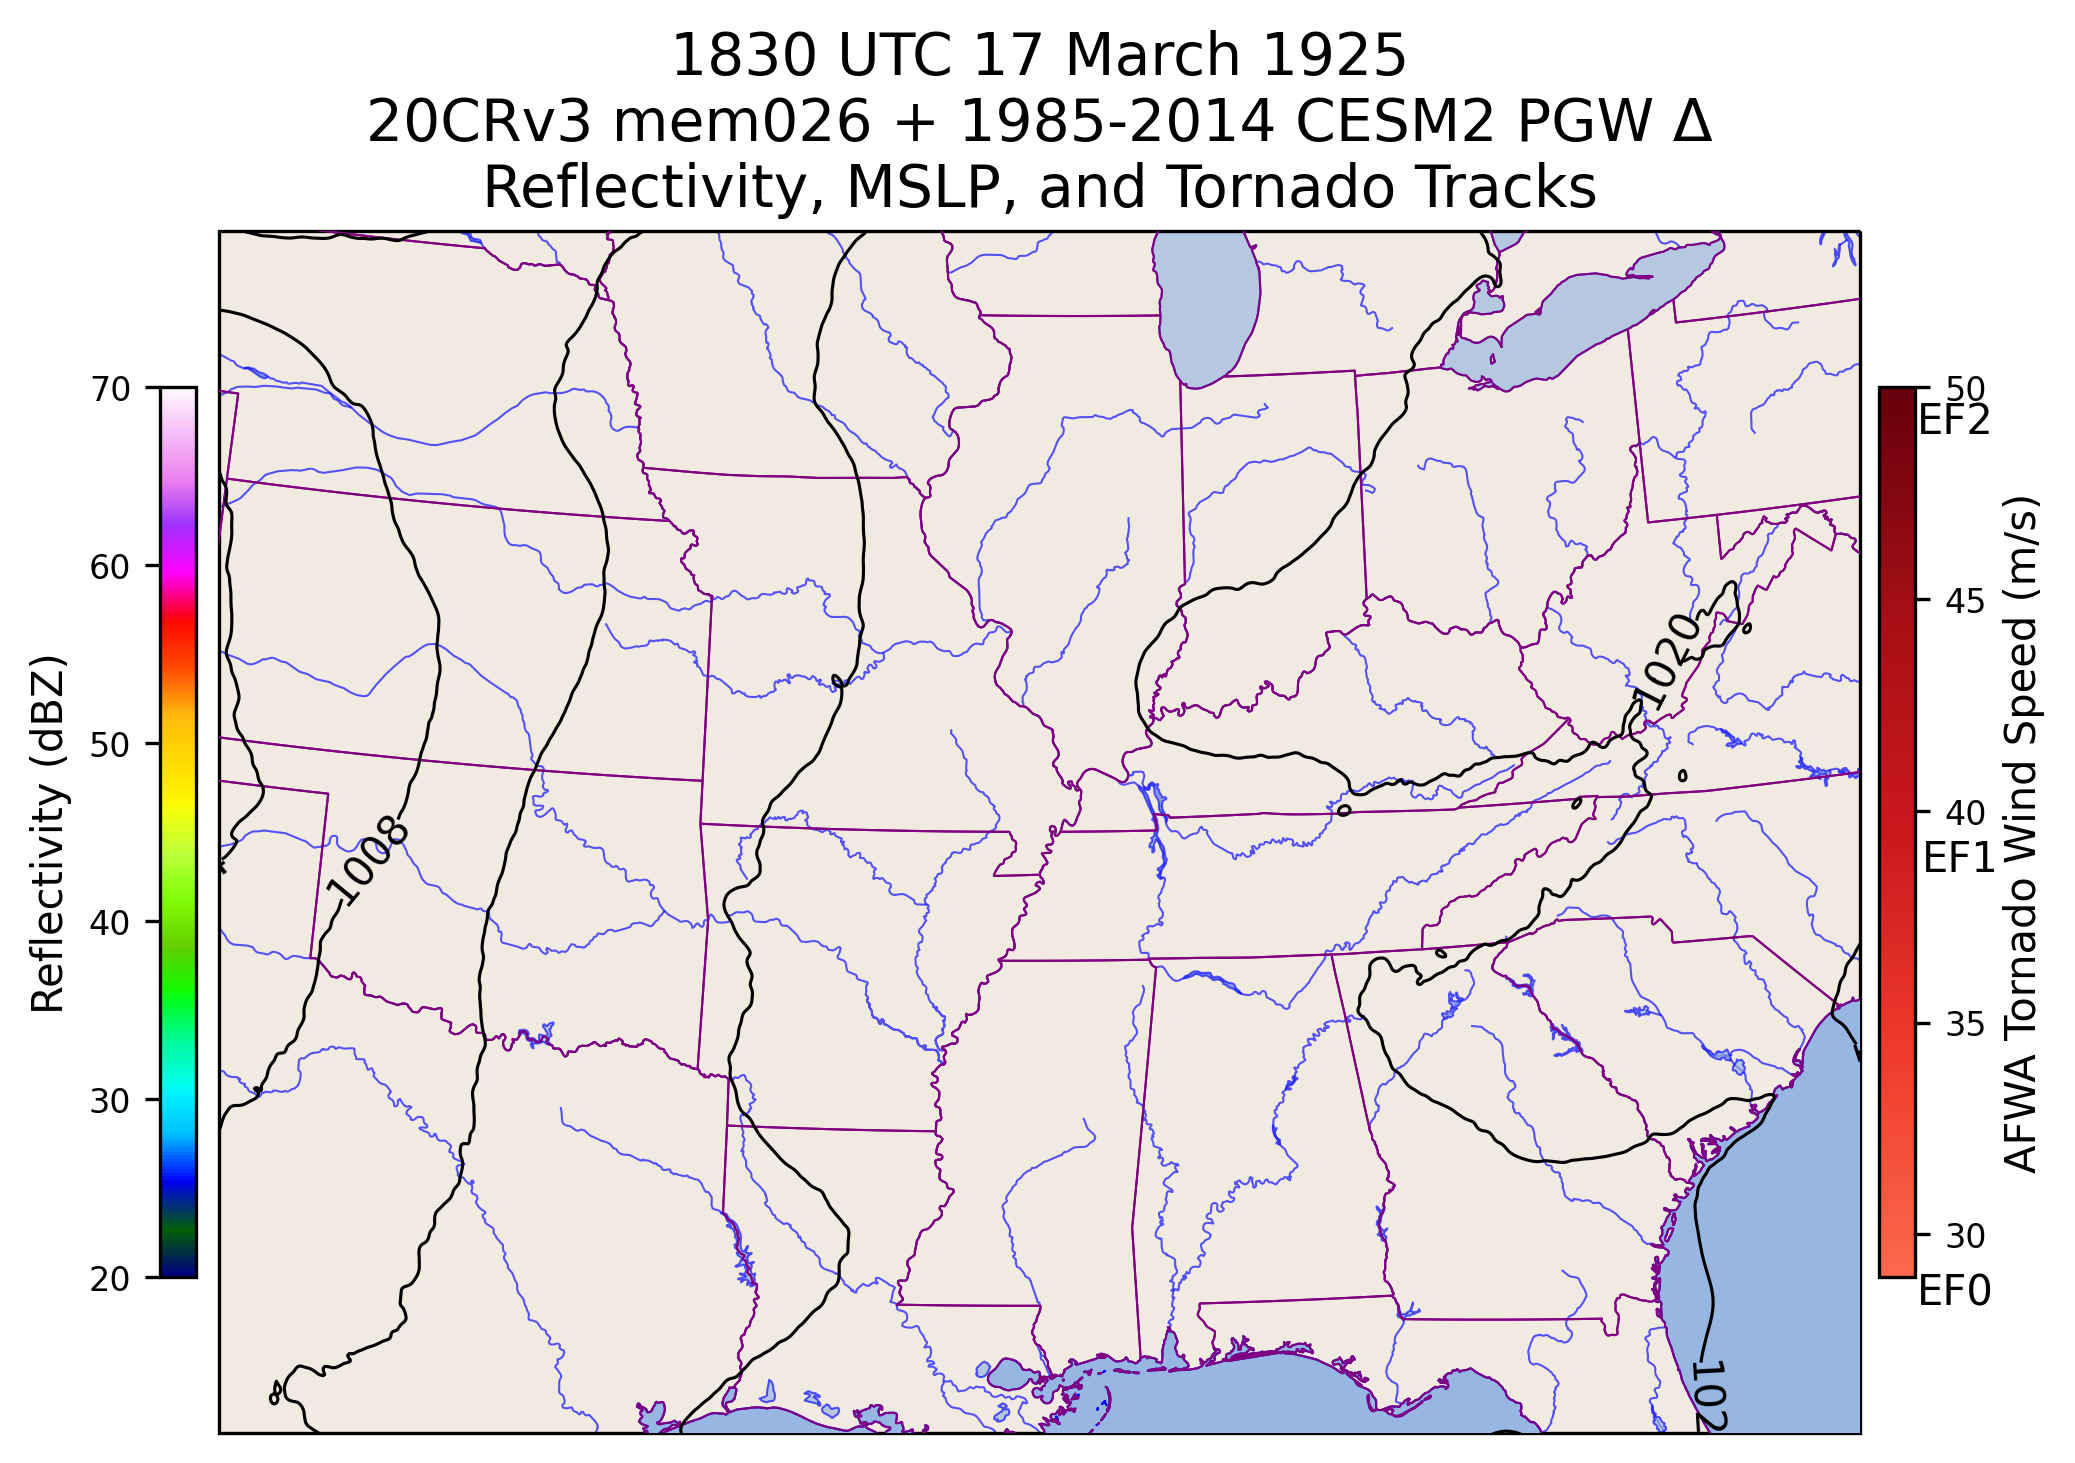 1830 UTC 17 March 1925
20CRv3 mem026 + 1985-2014 CESM2 PGW Δ
Reflectivity, MSLP, and Tornado Tracks
70
60
50
40
30
20
Reflectivity (dBZ)
1008
1020
102
50
EF2
45
40
EF1
35
30
EF0
AFWA Tornado Wind Speed (m/s)